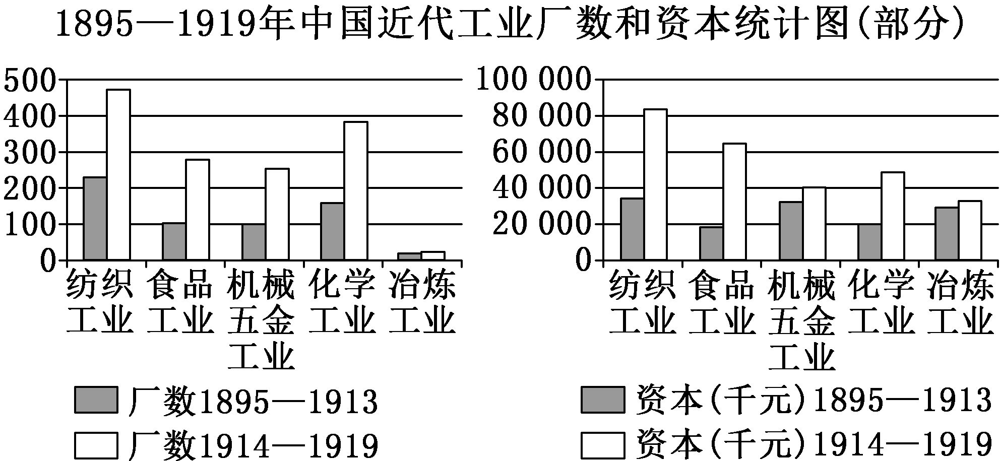 1895—1919年中国近代工业厂数和资本统计图(部分)
500
400
300
200
100
0
纺织工业
食品工业
机械五金工业
化学工业
冶炼工业
厂数1895—1913
厂数1914—1919
100 000
80 000
60 000
40 000
20 000
0
纺织工业
食品工业
机械五金工业
化学工业
冶炼工业
资本(千元)1895—1913
资本(千元)1914—1919